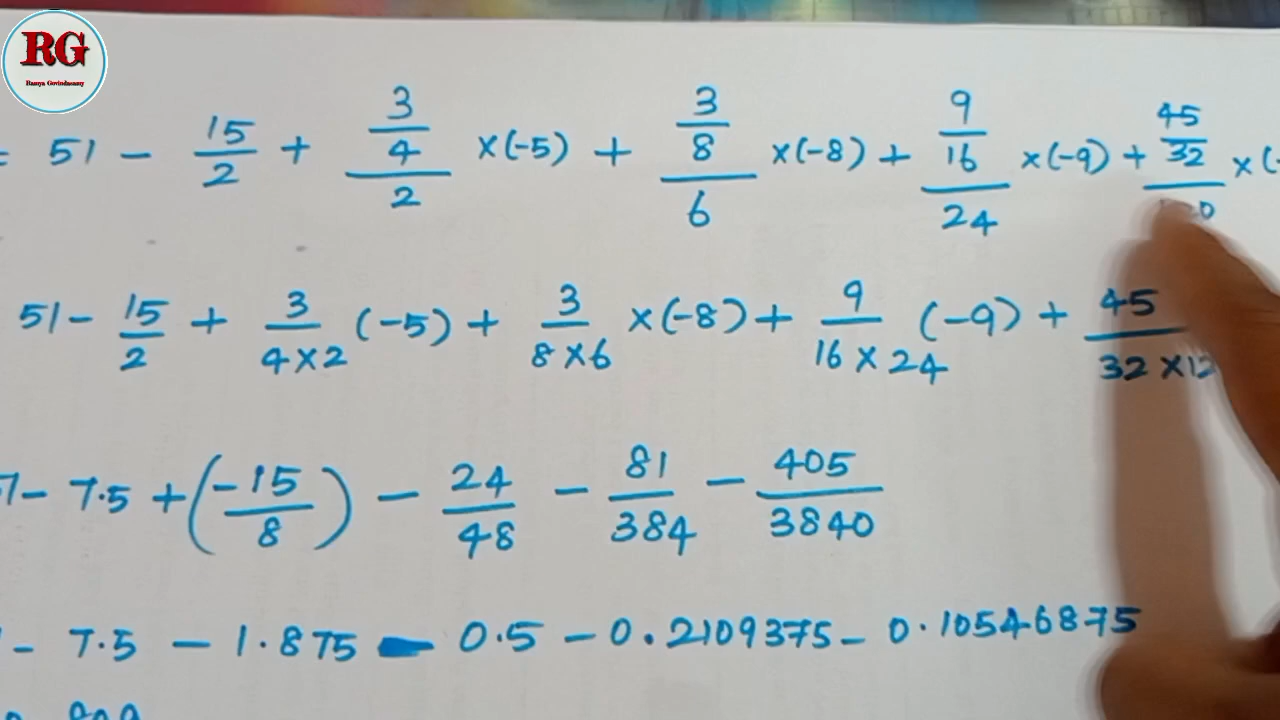 RG
Ramya Govindasamy
= 51 - 15/2 + (3/4)/2 ×(-5) + (3/8)/6 ×(-8) + (9/16)/24 ×(-9) + (45/32)/ ×(-
51 - 15/2 + 3/(4×2) (-5) + 3/(8×6) ×(-8) + 9/(16×24) (-9) + 45/(32×12
- 7.5 + (-15/8) - 24/48 - 81/384 - 405/3840
- 7.5 - 1.875 - 0.5 - 0.2109375 - 0.10546875